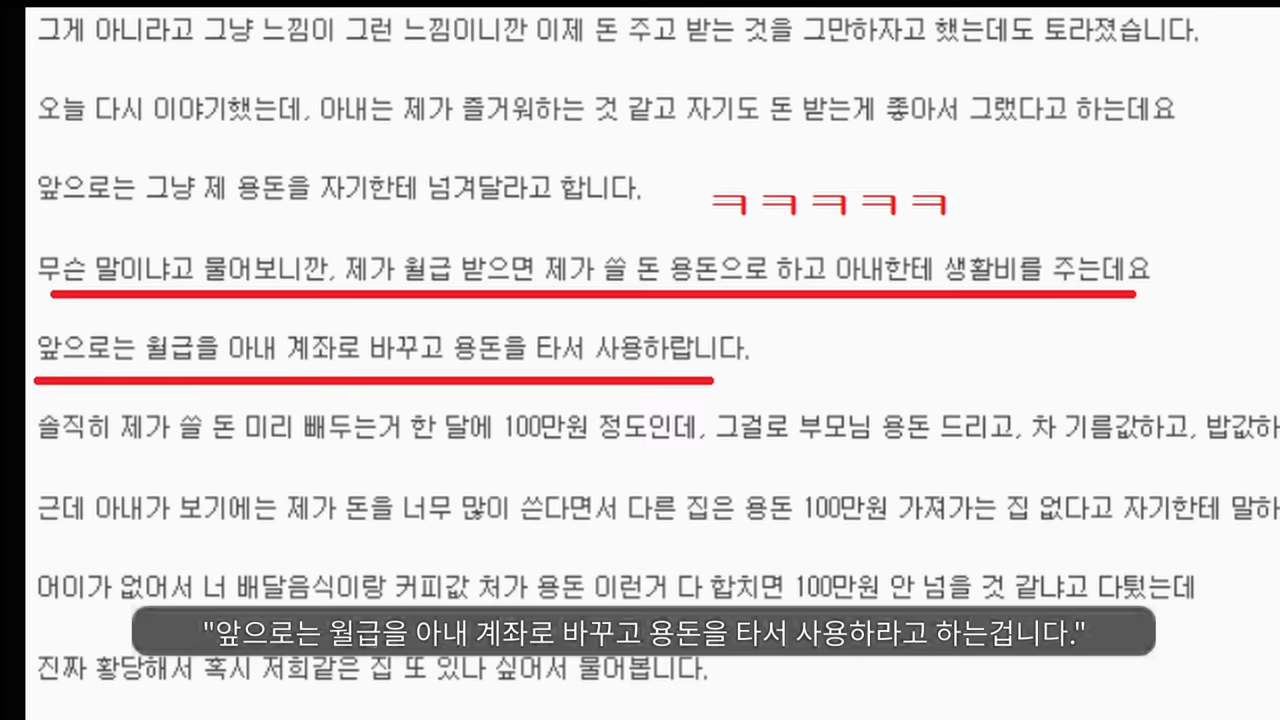 그게 아니라고 그냥 느낌이 그런 느낌이니깐 이제 돈 주고 받는 것을 그만하자고 했는데도 토라졌습니다.
오늘 다시 이야기했는데, 아내는 제가 즐거워하는 것 같고 자기도 돈 받는게 좋아서 그랬다고 하는데요
앞으로는 그냥 제 용돈을 자기한테 넘겨달라고 합니다.
ㅋㅋㅋㅋㅋ
무슨 말이냐고 물어보니깐, 제가 월급 받으면 제가 쓸 돈 용돈으로 하고 아내한테 생활비를 주는데요
앞으로는 월급을 아내 계좌로 바꾸고 용돈을 타서 사용하랍니다.
솔직히 제가 쓸 돈 미리 빼두는거 한 달에 100만원 정도인데, 그걸로 부모님 용돈 드리고, 차 기름값하고, 밥값하
근데 아내가 보기에는 제가 돈을 너무 많이 쓴다면서 다른 집은 용돈 100만원 가져가는 집 없다고 자기한테 말하
어이가 없어서 너 배달음식이랑 커피값 처가 용돈 이런거 다 합치면 100만원 안 넘을 것 같냐고 다퉜는데
"앞으로는 월급을 아내 계좌로 바꾸고 용돈을 타서 사용하라고 하는겁니다."
진짜 황당해서 혹시 저희같은 집 또 있나 싶어서 물어봅니다.